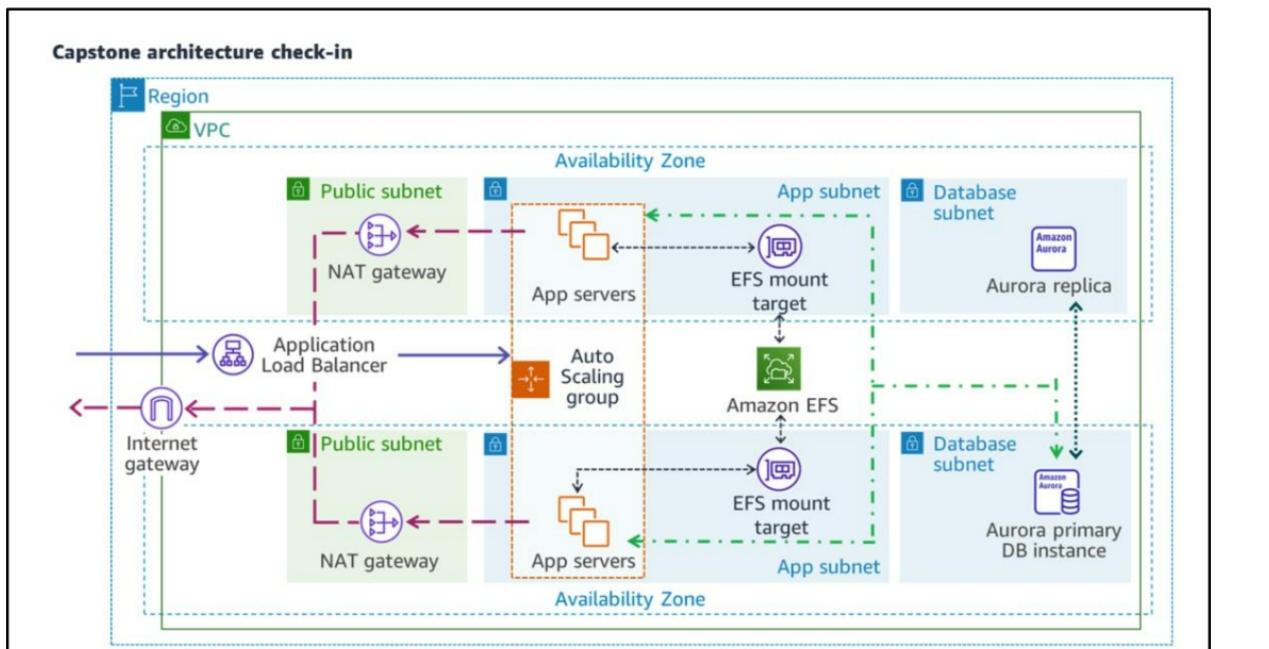 Capstone architecture check-in
Region
VPC
Availability Zone
Public subnet
NAT gateway
App subnet
App servers
EFS mount
target
Database
subnet
Amazon
Aurora
Aurora replica
Application
Load Balancer
Auto
Scaling
group
Amazon EFS
Internet
gateway
Public subnet
NAT gateway
App servers
EFS mount
target
App subnet
Database
subnet
Amazon
Aurora
Aurora primary
DB instance
Availability Zone